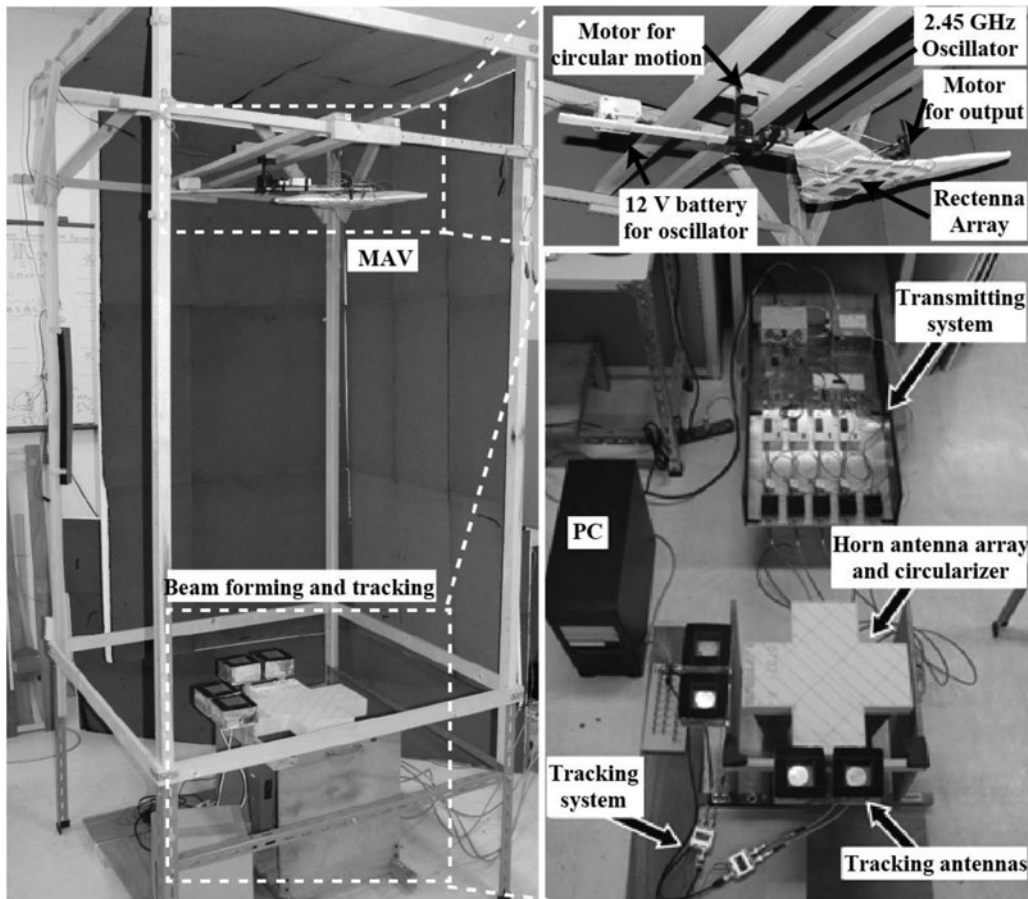 MAV
Beam forming and tracking
Motor for
circular motion
2.45 GHz
Oscillator
Motor
for output
12 V battery
for oscillator
Rectenna
Array
Transmitting
system
PC
Horn antenna array
and circularizer
Tracking
system
Tracking antennas